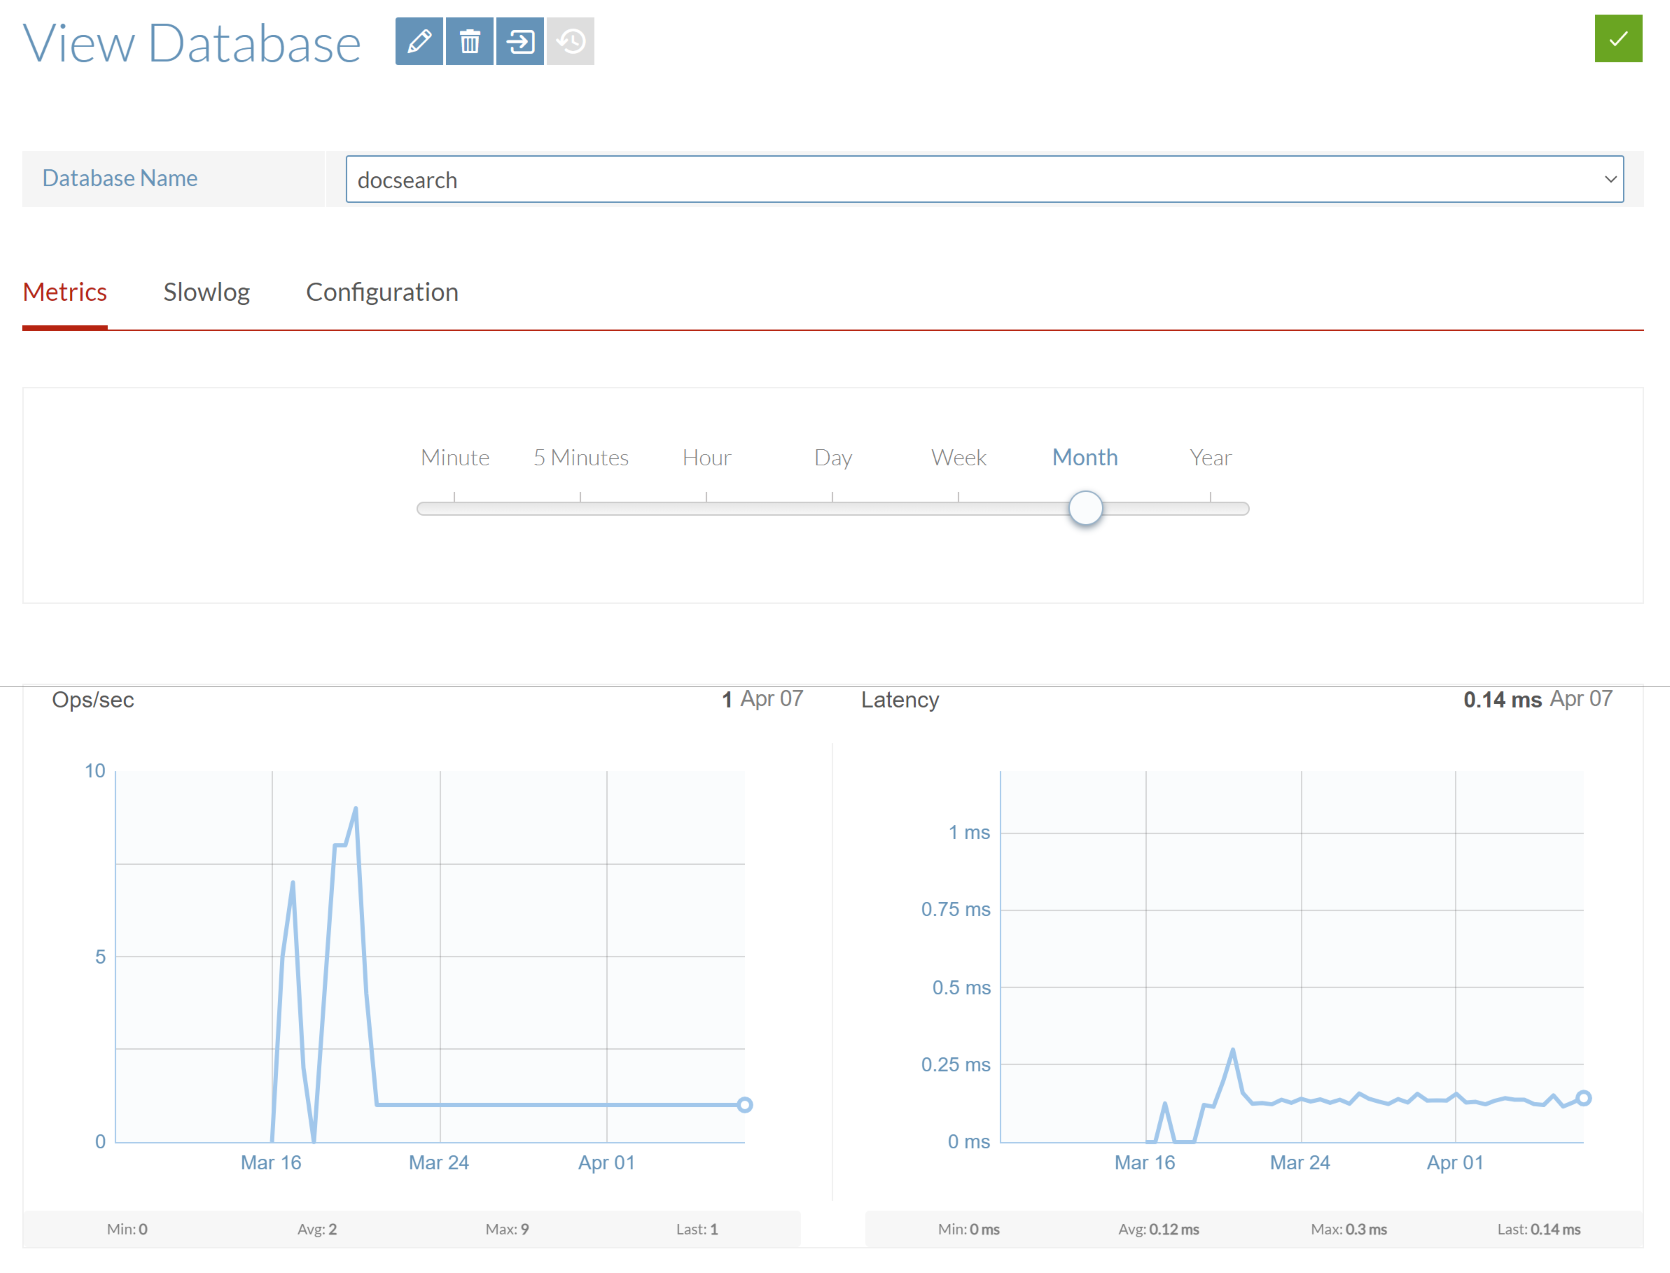 View Database
Database Name
docsearch
Metrics Slowlog Configuration
Minute 5 Minutes Hour Day Week Month Year
Ops/sec 1 Apr 07
10
5
0
Mar 16 Mar 24 Apr 01
Min: 0 Avg: 2 Max: 9 Last: 1
Latency 0.14 ms Apr 07
1 ms
0.75 ms
0.5 ms
0.25 ms
0 ms
Mar 16 Mar 24 Apr 01
Min: 0 ms Avg: 0.12 ms Max: 0.3 ms Last: 0.14 ms